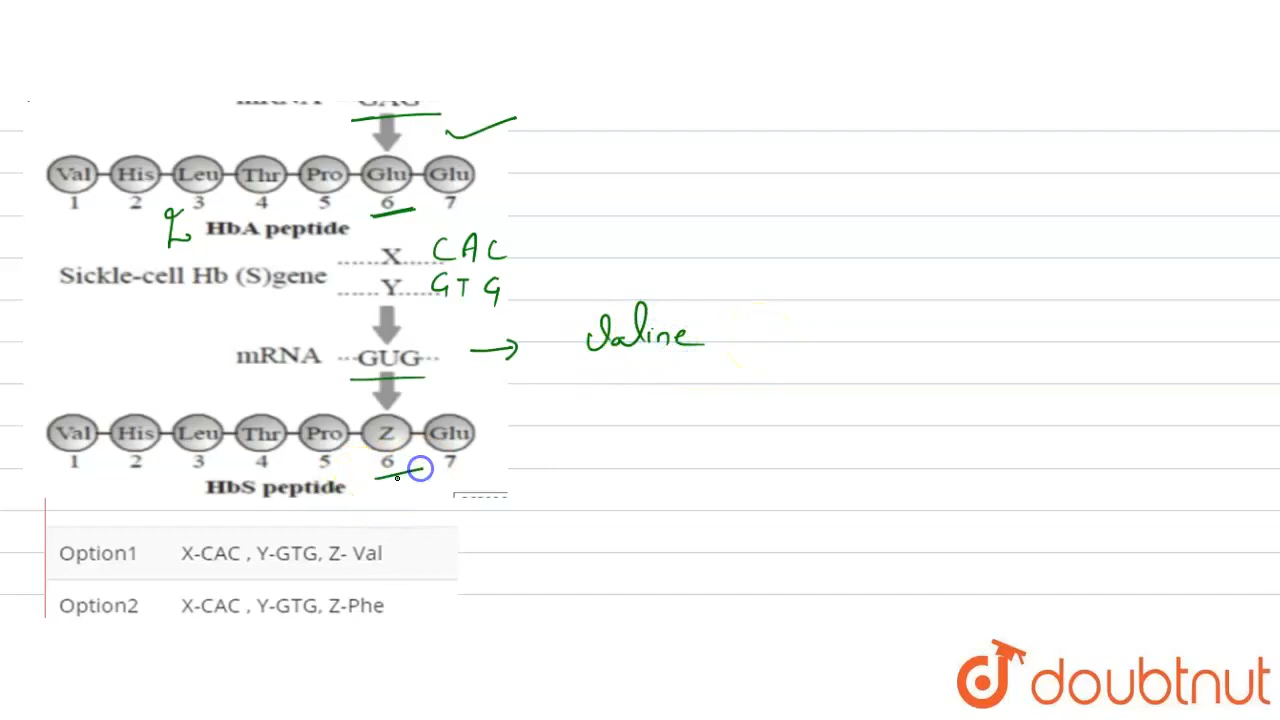 mRNA GAG
Val His Leu Thr Pro Glu Glu
1 2 3 4 5 6 7
HbA peptide
X CAC
Sickle-cell Hb (S)gene
Y GTG
mRNA ···GUG··· → Valine
Val His Leu Thr Pro Z Glu
1 2 3 4 5 6 7
HbS peptide
Option1 X-CAC , Y-GTG, Z- Val
Option2 X-CAC , Y-GTG, Z-Phe
doubtnut